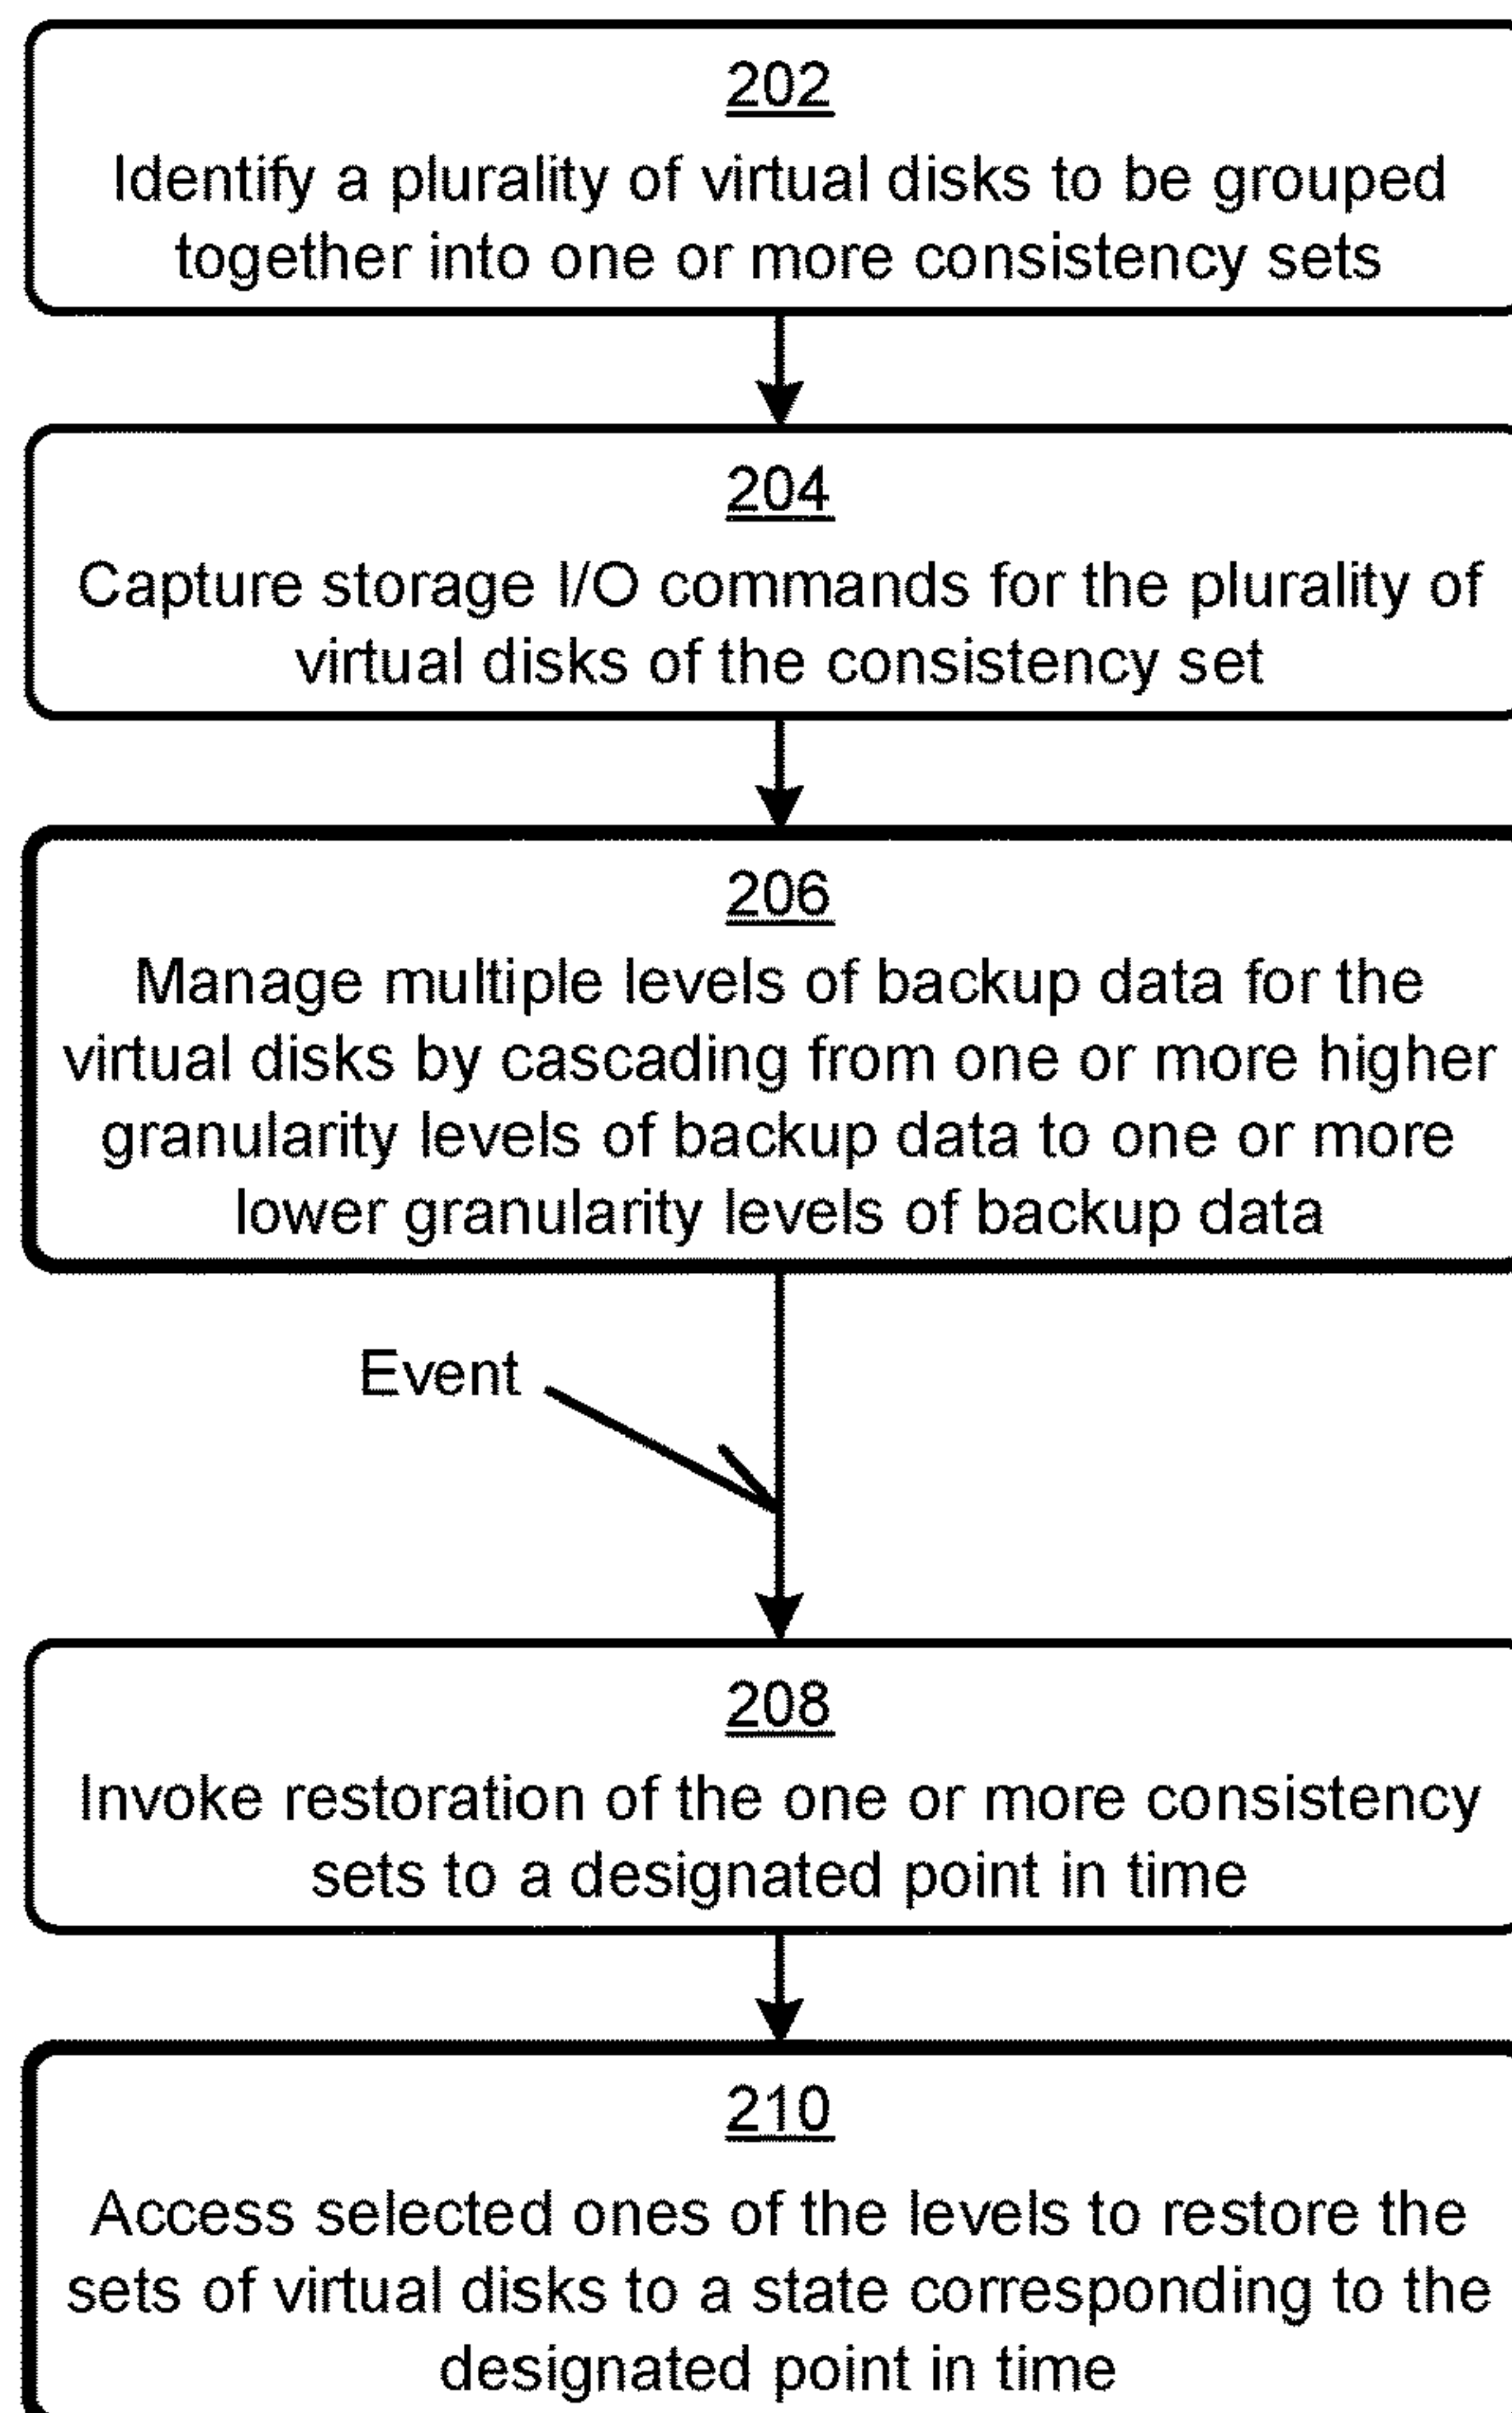 202
Identify a plurality of virtual disks to be grouped
together into one or more consistency sets
204
Capture storage I/O commands for the plurality of
virtual disks of the consistency set
206
Manage multiple levels of backup data for the
virtual disks by cascading from one or more higher
granularity levels of backup data to one or more
lower granularity levels of backup data
Event
208
Invoke restoration of the one or more consistency
sets to a designated point in time
210
Access selected ones of the levels to restore the
sets of virtual disks to a state corresponding to the
designated point in time